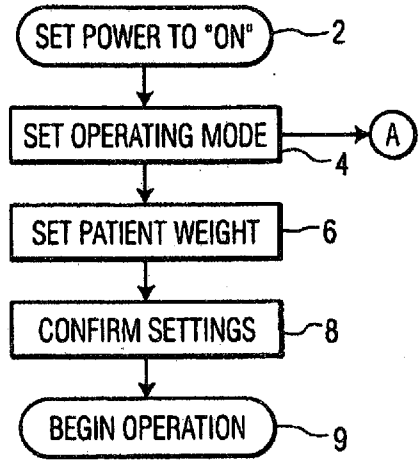 SET POWER TO "ON" 2
SET OPERATING MODE A
4
SET PATIENT WEIGHT 6
CONFIRM SETTINGS 8
BEGIN OPERATION 9